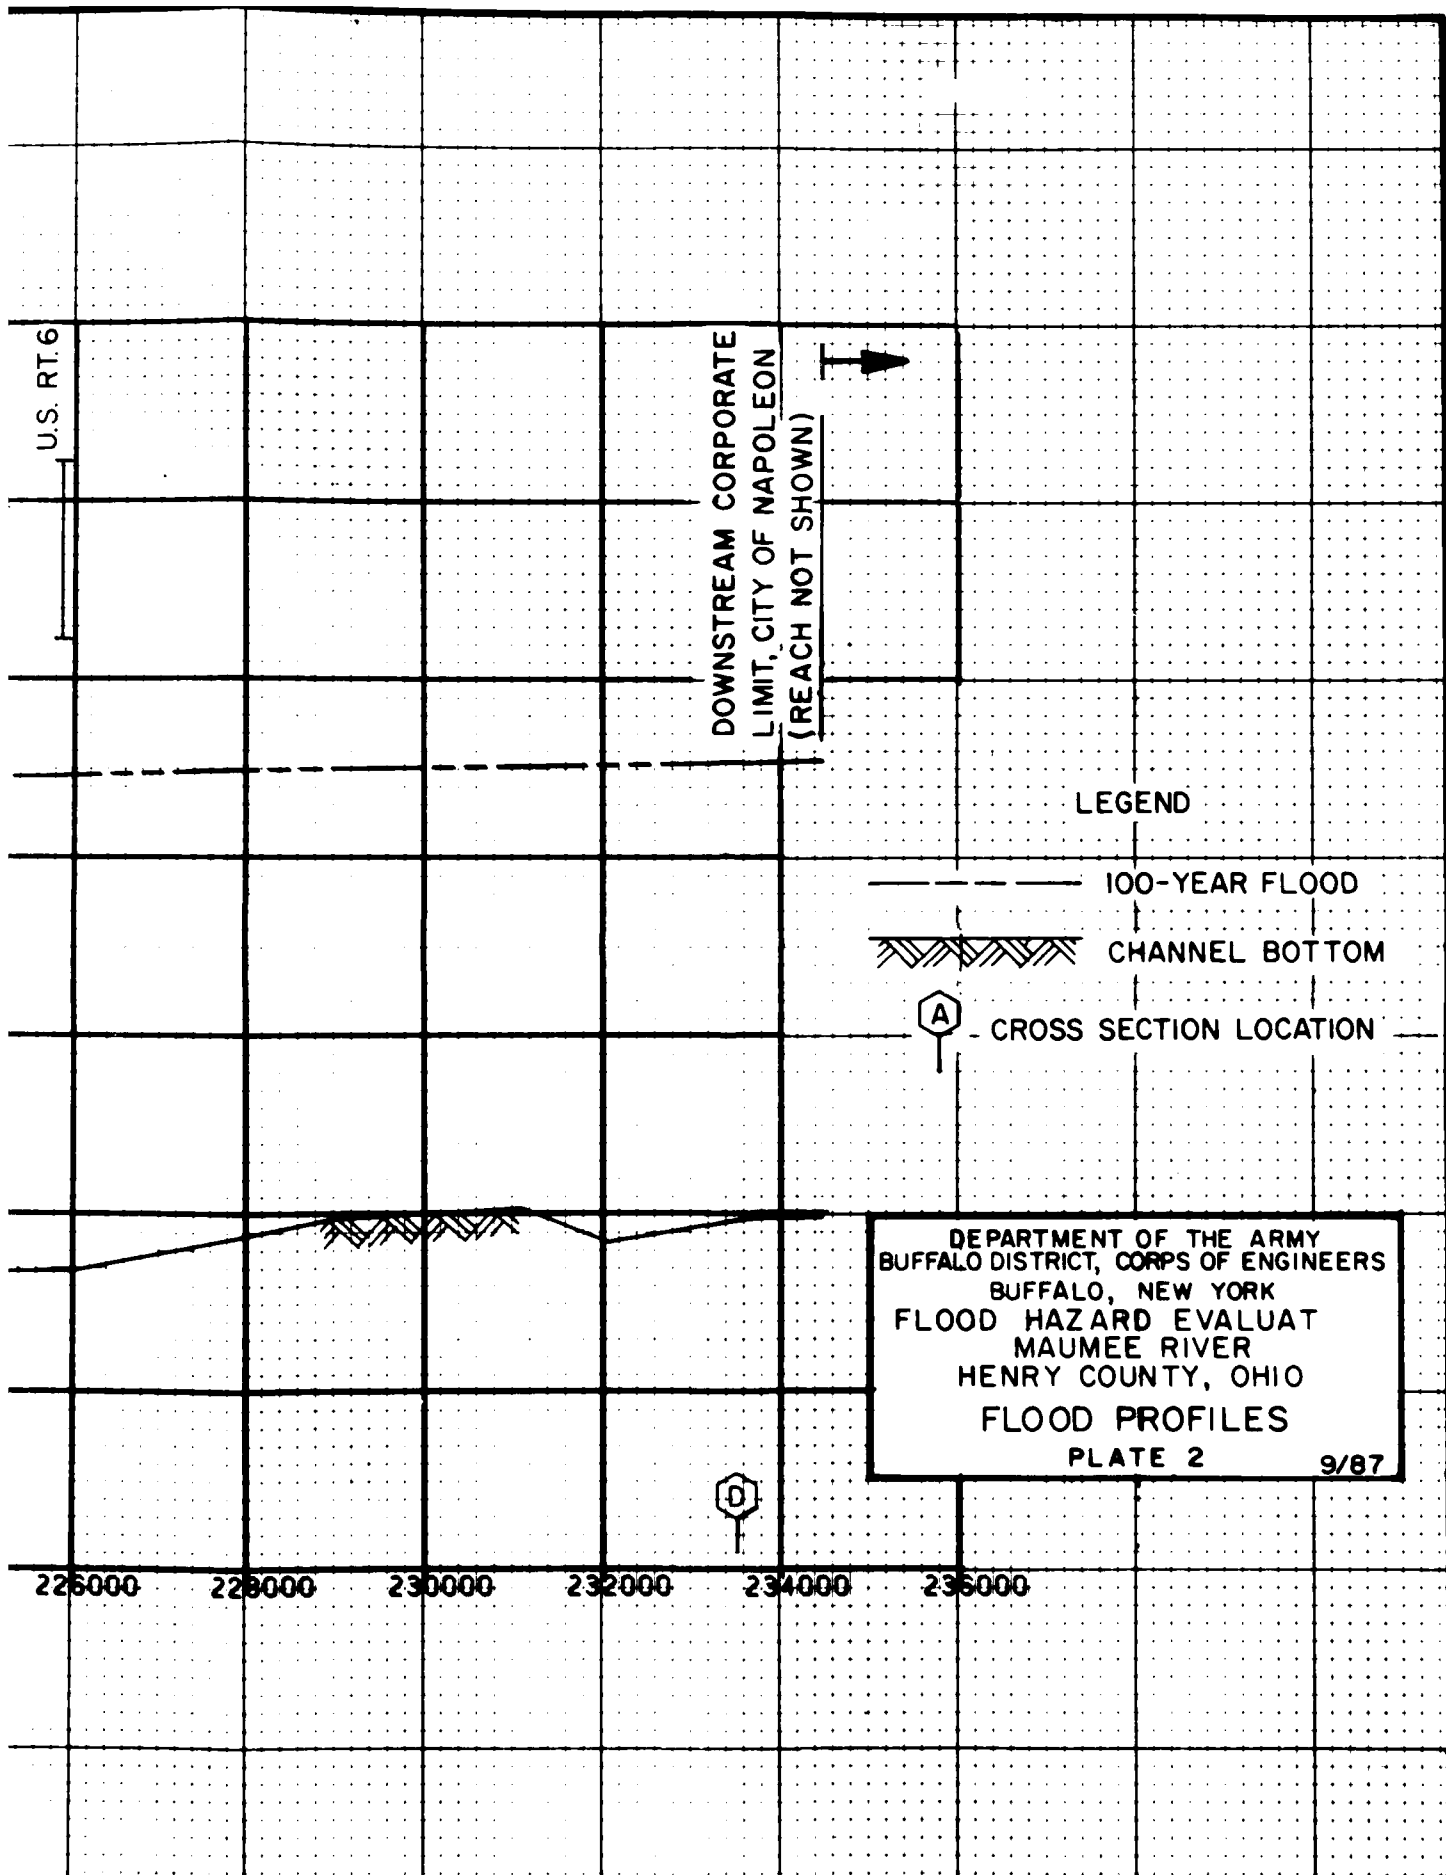 U.S. RT. 6
DOWNSTREAM CORPORATE
LIMIT, CITY OF NAPOLEON
(REACH NOT SHOWN)
LEGEND
100-YEAR FLOOD
CHANNEL BOTTOM
A
CROSS SECTION LOCATION
DEPARTMENT OF THE ARMY
BUFFALO DISTRICT, CORPS OF ENGINEERS
BUFFALO, NEW YORK
FLOOD HAZARD EVALUAT
MAUMEE RIVER
HENRY COUNTY, OHIO
FLOOD PROFILES
PLATE 2
9/87
D
226000 228000 230000 232000 234000 236000